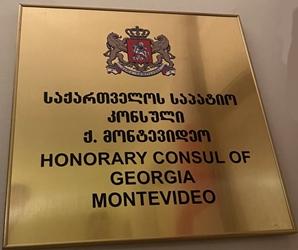 საქართველოს საპატიო
კონსული
ქ. მონტევიდეო
HONORARY CONSUL OF
GEORGIA
MONTEVIDEO